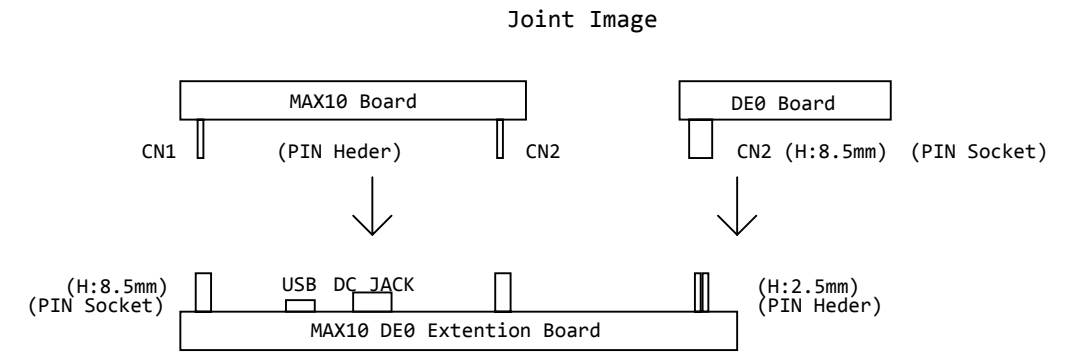 Joint Image
MAX10 Board
DE0 Board
CN1
(PIN Heder)
CN2
CN2 (H:8.5mm) (PIN Socket)
(H:8.5mm)
(PIN Socket)
USB
DC JACK
(H:2.5mm)
(PIN Heder)
MAX10 DE0 Extention Board